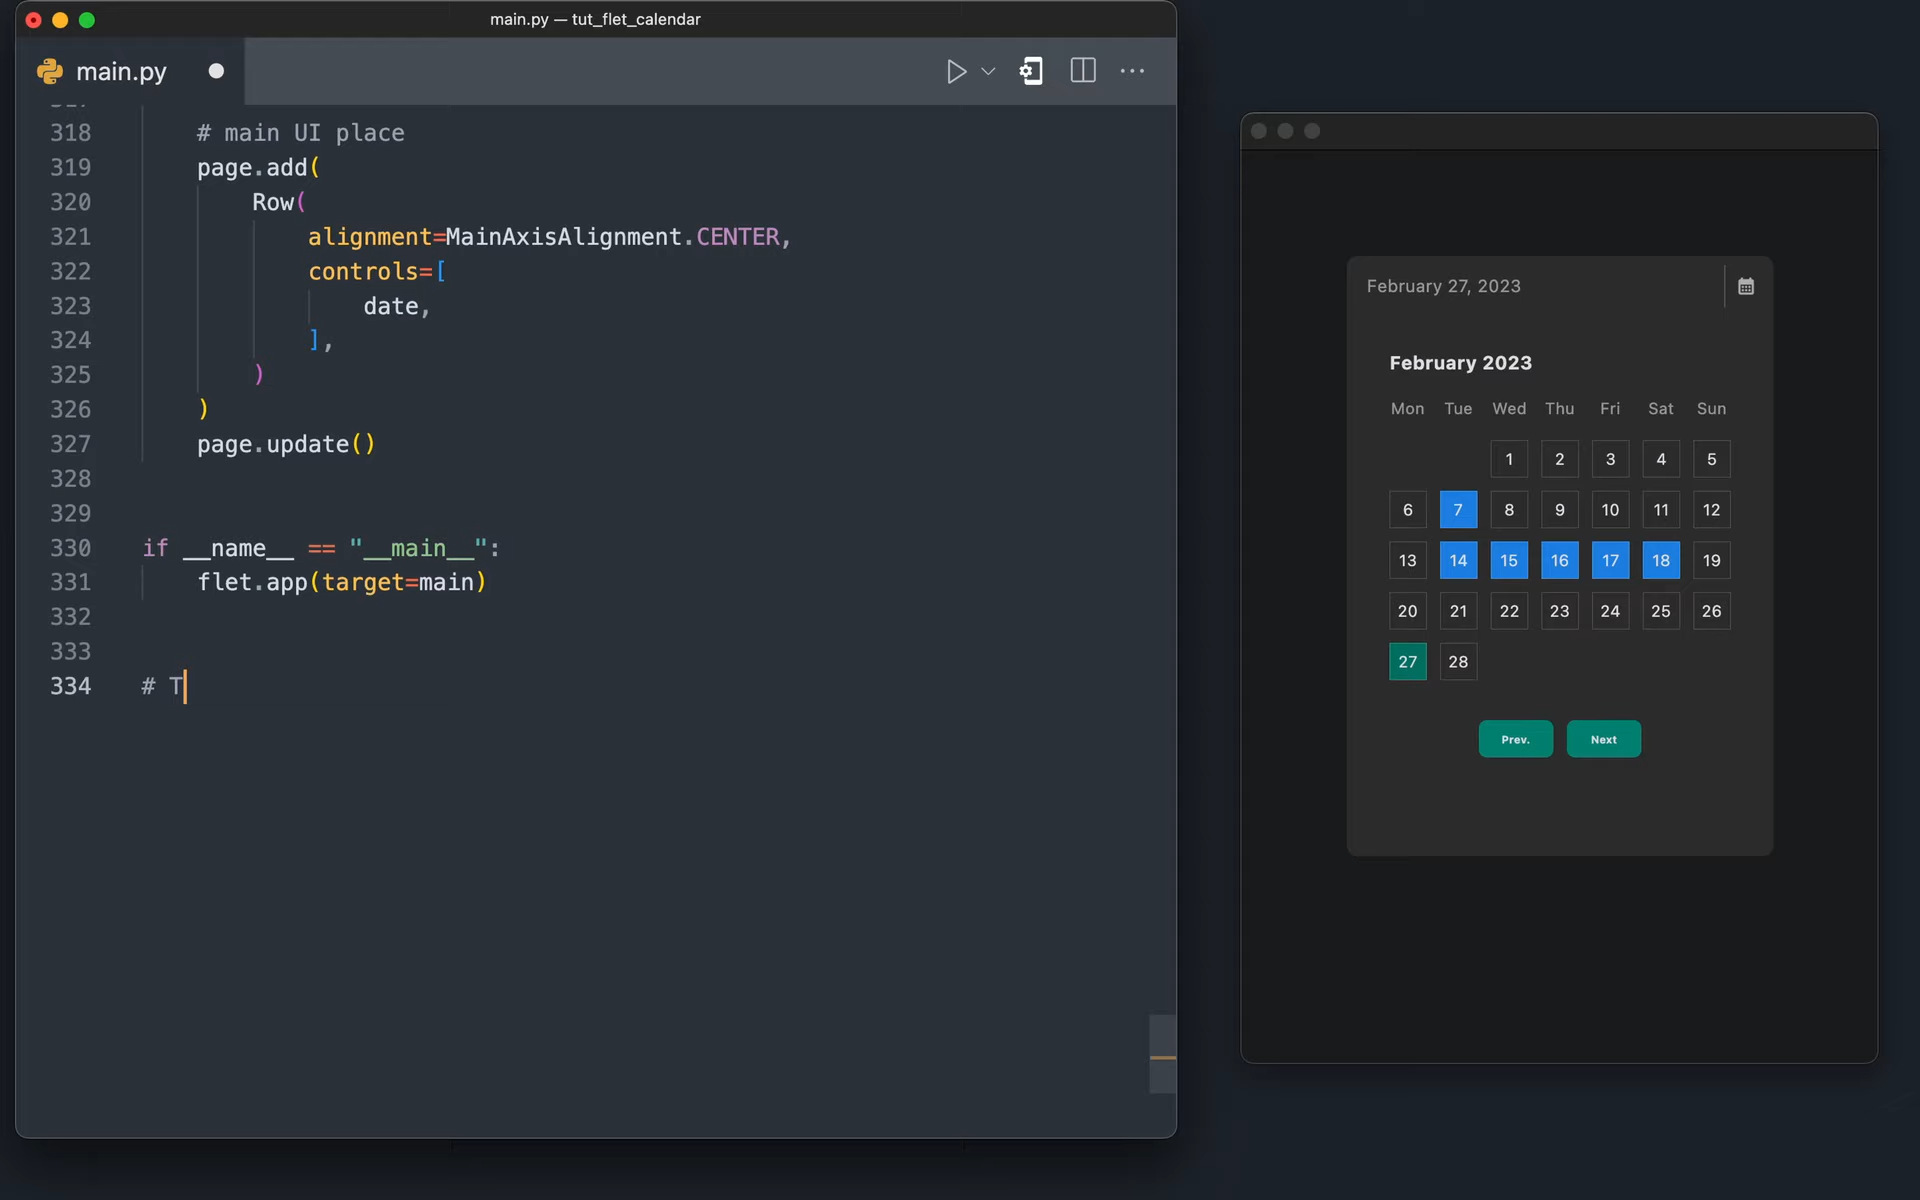 main.py — tut_flet_calendar
main.py
318 # main UI place
319 page.add(
320 Row(
321 alignment=MainAxisAlignment.CENTER,
322 controls=[
323 date,
324 ],
325 )
326 )
327 page.update()
328
329
330 if __name__ == "__main__":
331 flet.app(target=main)
332
333
334 # T
February 27, 2023
February 2023
Mon Tue Wed Thu Fri Sat Sun
1 2 3 4 5
6 7 8 9 10 11 12
13 14 15 16 17 18 19
20 21 22 23 24 25 26
27 28
Prev. Next